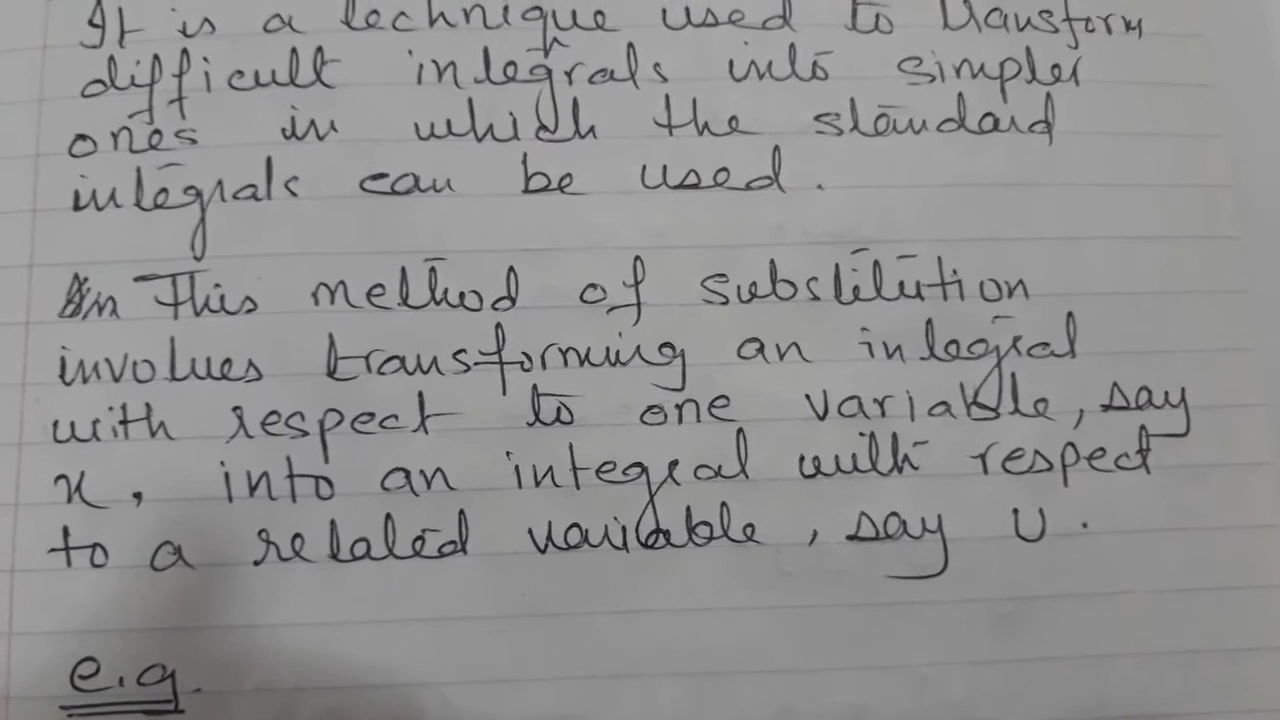 It is a technique used to transform
difficult integrals into simpler
ones in which the standard
integrals can be used.
This method of substitution
involves transforming an integral
with respect to one variable, say
x, into an integral with respect
to a related variable, say U.
e.g.